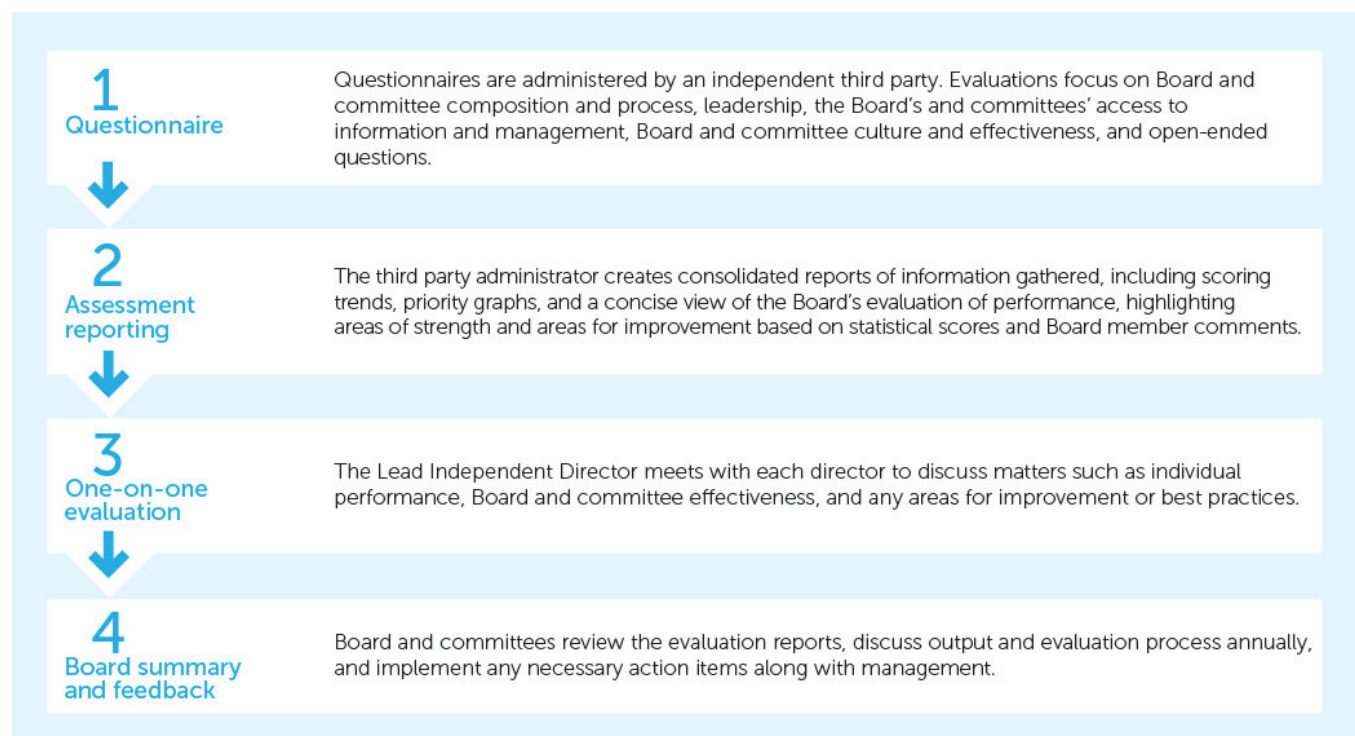 1
Questionnaire
Questionnaires are administered by an independent third party. Evaluations focus on Board and
committee composition and process, leadership, the Board’s and committees’ access to
information and management, Board and committee culture and effectiveness, and open-ended
questions.
2
Assessment
reporting
The third party administrator creates consolidated reports of information gathered, including scoring
trends, priority graphs, and a concise view of the Board’s evaluation of performance, highlighting
areas of strength and areas for improvement based on statistical scores and Board member comments.
3
One-on-one
evaluation
The Lead Independent Director meets with each director to discuss matters such as individual
performance, Board and committee effectiveness, and any areas for improvement or best practices.
4
Board summary
and feedback
Board and committees review the evaluation reports, discuss output and evaluation process annually,
and implement any necessary action items along with management.